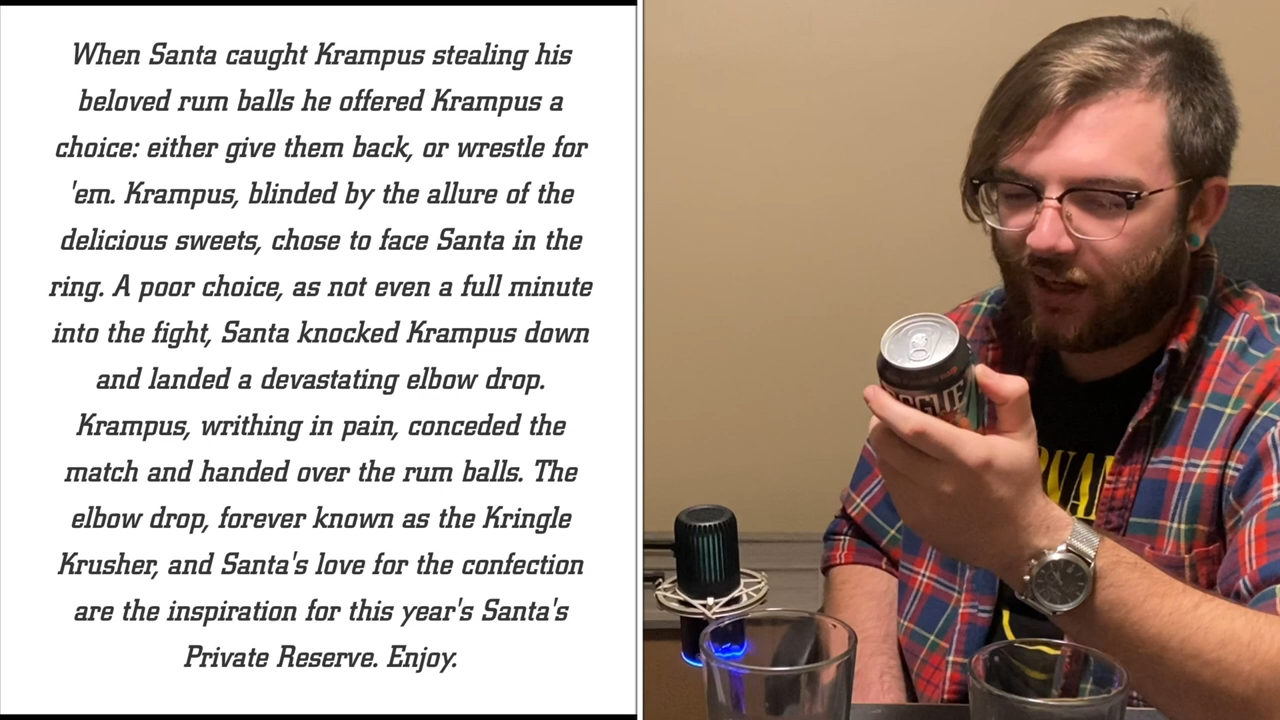 When Santa caught Krampus stealing his
beloved rum balls he offered Krampus a
choice: either give them back, or wrestle for
'em. Krampus, blinded by the allure of the
delicious sweets, chose to face Santa in the
ring. A poor choice, as not even a full minute
into the fight, Santa knocked Krampus down
and landed a devastating elbow drop.
Krampus, writhing in pain, conceded the
match and handed over the rum balls. The
elbow drop, forever known as the Kringle
Krusher, and Santa's love for the confection
are the inspiration for this year's Santa's
Private Reserve. Enjoy.